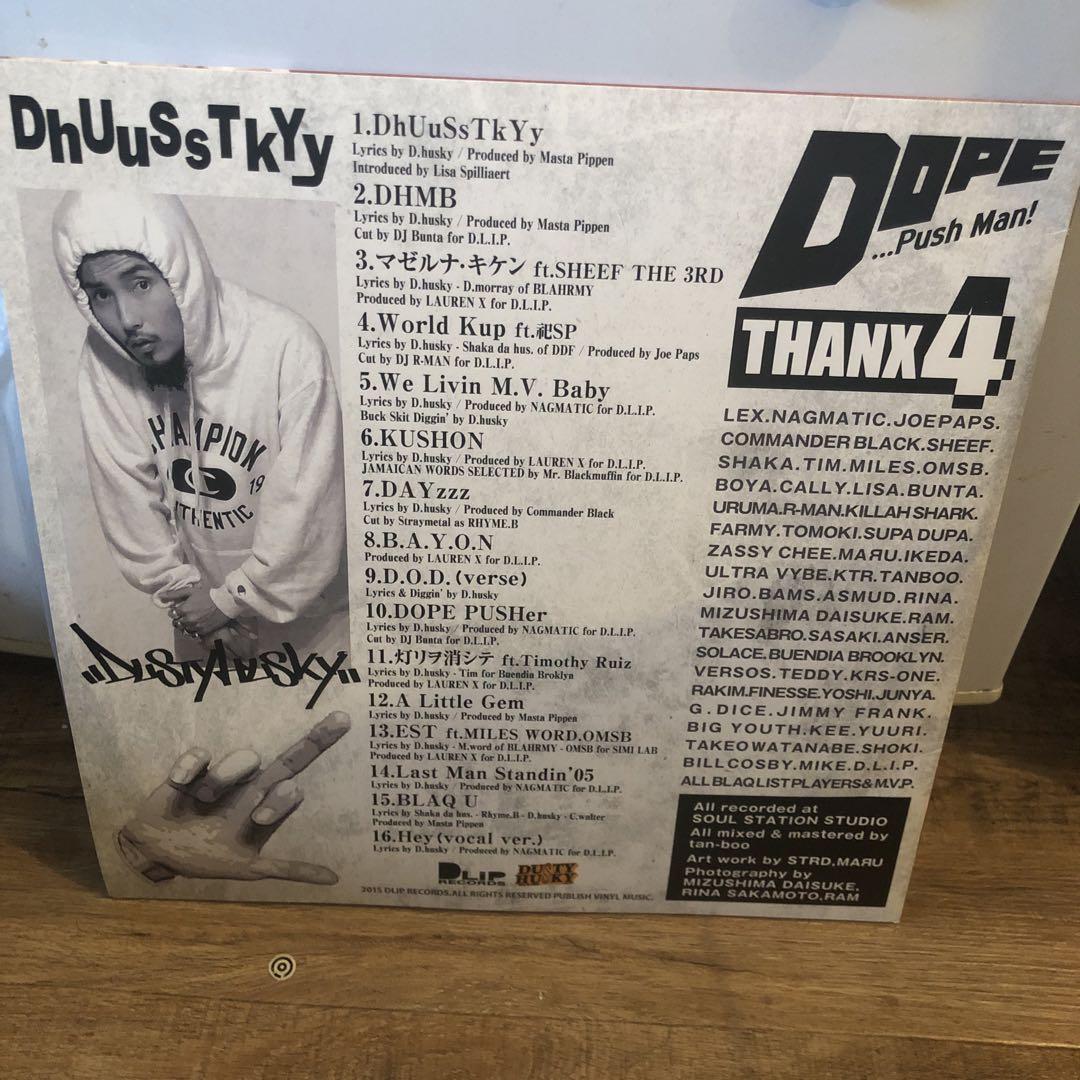 DhUuSsTkYy
CHAMPION
C
19
AUTHENTIC
"DustyHusky"
1.DhUuSsTkYy
Lyrics by D.husky / Produced by Masta Pippen
Introduced by Lisa Spilliaert
2.DHMB
Lyrics by D.husky / Produced by Masta Pippen
Cut by DJ Bunta for D.L.I.P.
3.マゼルナ・キケン ft.SHEEF THE 3RD
Lyrics by D.husky - D.morray of BLAHRMY
Produced by LAUREN X for D.L.I.P.
4.World Kup ft.祀SP
Lyrics by D.husky - Shaka da hus. of DDF / Produced by Joe Paps
Cut by DJ R-MAN for D.L.I.P.
5.We Livin M.V. Baby
Lyrics by D.husky / Produced by NAGMATIC for D.L.I.P.
Buck Skit Diggin' by D.husky
6.KUSHON
Lyrics by D.husky / Produced by LAUREN X for D.L.I.P.
JAMAICAN WORDS SELECTED by Mr. Blackmuffin for D.L.I.P.
7.DAYzzz
Lyrics by D.husky / Produced by Commander Black
Cut by Straymetal as RHYME.B
8.B.A.Y.O.N
Produced by LAUREN X for D.L.I.P.
9.D.O.D.(verse)
Lyrics & Diggin' by D.husky
10.DOPE PUSHer
Lyrics by D.husky / Produced by NAGMATIC for D.L.I.P.
Cut by DJ Bunta for D.L.I.P.
11.灯リヲ消シテ ft.Timothy Ruiz
Lyrics by D.husky - Tim for Buendia Broklyn
Produced by LAUREN X for D.L.I.P.
12.A Little Gem
Lyrics by D.husky / Produced by Masta Pippen
13.EST ft.MILES WORD,OMSB
Lyrics by D.husky - M.word of BLAHRMY - OMSB for SIMI LAB
Produced by LAUREN X for D.L.I.P.
14.Last Man Standin'05
Lyrics by D.husky / Produced by NAGMATIC for D.L.I.P.
15.BLAQ U
Lyrics by Shaka da hus. - Rhyme.B - D.husky - C.walter
Produced by Masta Pippen
16.Hey(vocal ver.)
Lyrics by D.husky / Produced by NAGMATIC for D.L.I.P.
DLIP
RECORDS
DUSTY
HUSKY
2015 DLIP RECORDS.ALL RIGHTS RESERVED PUBLISH VINYL MUSIC.
DOPE
...Push Man!
THANX4
LEX.NAGMATIC.JOEPAPS.
COMMANDER BLACK.SHEEF.
SHAKA.TIM.MILES.OMSB.
BOYA.CALLY.LISA.BUNTA.
URUMA.R-MAN.KILLAH SHARK.
FARMY.TOMOKI.SUPA DUPA.
ZASSY CHEE.MAЯU.IKEDA.
ULTRA VYBE.KTR.TANBOO.
JIRO.BAMS.ASMUD.RINA.
MIZUSHIMA DAISUKE.RAM.
TAKESABRO.SASAKI.ANSER.
SOLACE.BUENDIA BROOKLYN.
VERSOS.TEDDY.KRS-ONE.
RAKIM.FINESSE.YOSHI.JUNYA.
G.DICE.JIMMY FRANK.
BIG YOUTH.KEE.YUURI.
TAKEO WATANABE.SHOKI.
BILL COSBY.MIKE.D.L.I.P.
ALL BLAQ LIST PLAYERS & M.V.P.
All recorded at
SOUL STATION STUDIO
All mixed & mastered by
tan-boo
Art work by STRD,MAЯU
Photography by
MIZUSHIMA DAISUKE,
RINA SAKAMOTO,RAM